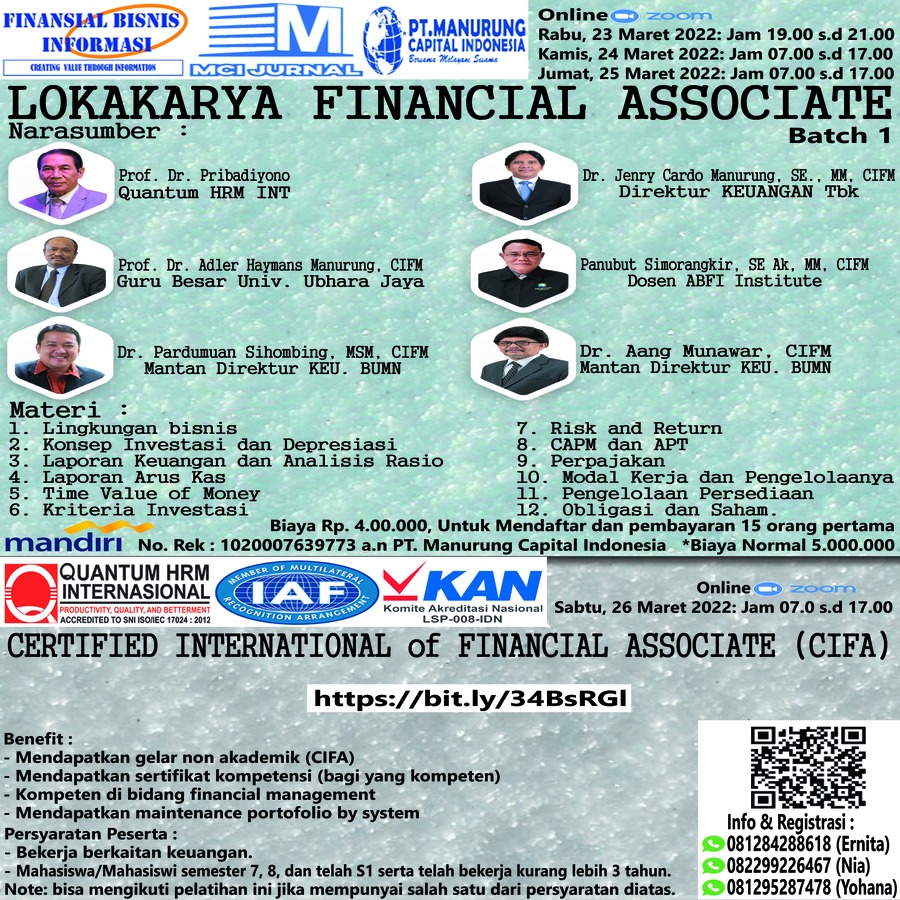 FINANSIAL BISNIS
INFORMASI
CREATING VALUE THROUGH INFORMATION
MCI JURNAL
PT.MANURUNG
CAPITAL INDONESIA
Bersama Melayani Sesama
Online zoom
Rabu, 23 Maret 2022: Jam 19.00 s.d 21.00
Kamis, 24 Maret 2022: Jam 07.00 s.d 17.00
Jumat, 25 Maret 2022: Jam 07.00 s.d 17.00
LOKAKARYA FINANCIAL ASSOCIATE
Narasumber :
Batch 1
Prof. Dr. Pribadiyono
Quantum HRM INT
Dr. Jenry Cardo Manurung, SE., MM, CIFM
Direktur KEUANGAN Tbk
Prof. Dr. Adler Haymans Manurung, CIFM
Guru Besar Univ. Ubhara Jaya
Panubut Simorangkir, SE Ak, MM, CIFM
Dosen ABFI Institute
Dr. Pardumuan Sihombing, MSM, CIFM
Mantan Direktur KEU. BUMN
Dr. Aang Munawar, CIFM
Mantan Direktur KEU. BUMN
Materi :
1. Lingkungan bisnis
2. Konsep Investasi dan Depresiasi
3. Laporan Keuangan dan Analisis Rasio
4. Laporan Arus Kas
5. Time Value of Money
6. Kriteria Investasi
7. Risk and Return
8. CAPM dan APT
9. Perpajakan
10. Modal Kerja dan Pengelolaanya
11. Pengelolaan Persediaan
12. Obligasi dan Saham.
Biaya Rp. 4.00.000, Untuk Mendaftar dan pembayaran 15 orang pertama
mandiri No. Rek : 1020007639773 a.n PT. Manurung Capital Indonesia *Biaya Normal 5.000.000
QUANTUM HRM
INTERNASIONAL
PRODUCTIVITY, QUALITY, AND BETTERMENT
ACCREDITED TO SNI ISO/IEC 17024 : 2012
MEMBER OF MULTILATERAL
IAF
RECOGNITION ARRANGEMENT
KAN
Komite Akreditasi Nasional
LSP-008-IDN
Online zoom
Sabtu, 26 Maret 2022: Jam 07.0 s.d 17.00
CERTIFIED INTERNATIONAL of FINANCIAL ASSOCIATE (CIFA)
https://bit.ly/34BsRGl
Benefit :
- Mendapatkan gelar non akademik (CIFA)
- Mendapatkan sertifikat kompetensi (bagi yang kompeten)
- Kompeten di bidang financial management
- Mendapatkan maintenance portofolio by system
Persyaratan Peserta :
- Bekerja berkaitan keuangan.
- Mahasiswa/Mahasiswi semester 7, 8, dan telah S1 serta telah bekerja kurang lebih 3 tahun.
Note: bisa mengikuti pelatihan ini jika mempunyai salah satu dari persyaratan diatas.
Info & Registrasi :
081284288618 (Ernita)
082299226467 (Nia)
081295287478 (Yohana)